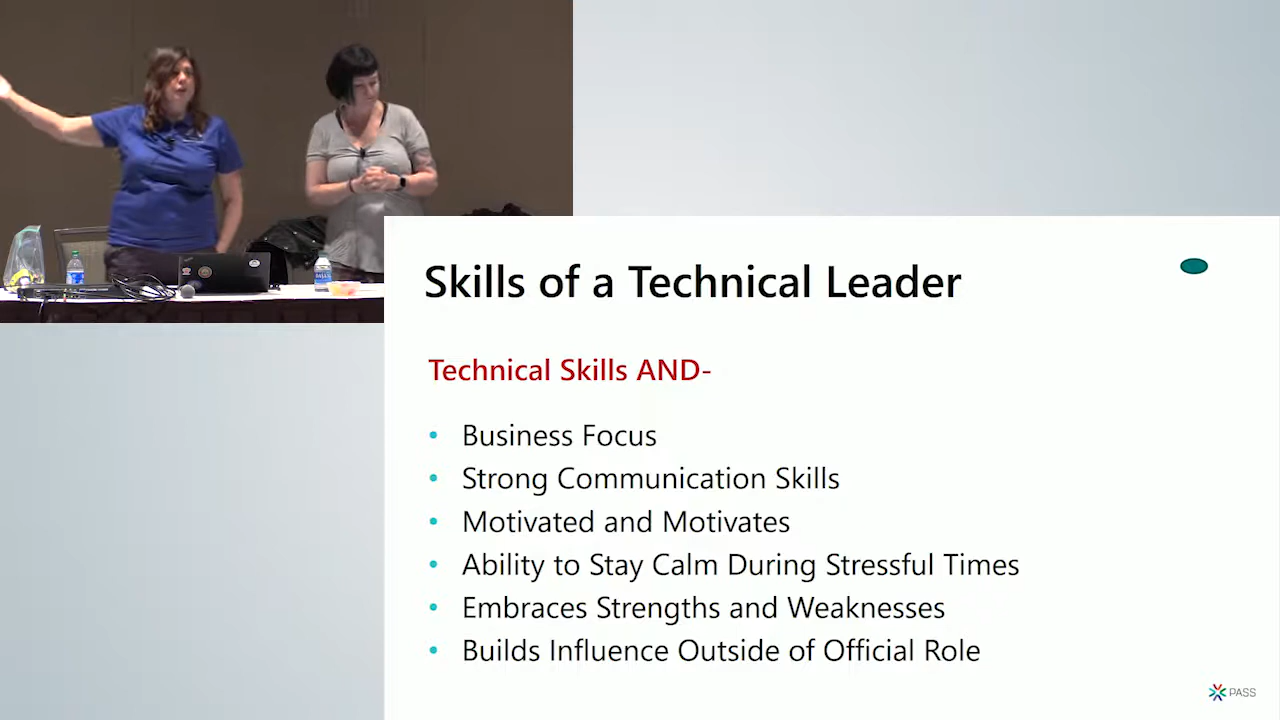 Skills of a Technical Leader
Technical Skills AND-
• Business Focus
• Strong Communication Skills
• Motivated and Motivates
• Ability to Stay Calm During Stressful Times
• Embraces Strengths and Weaknesses
• Builds Influence Outside of Official Role
PASS